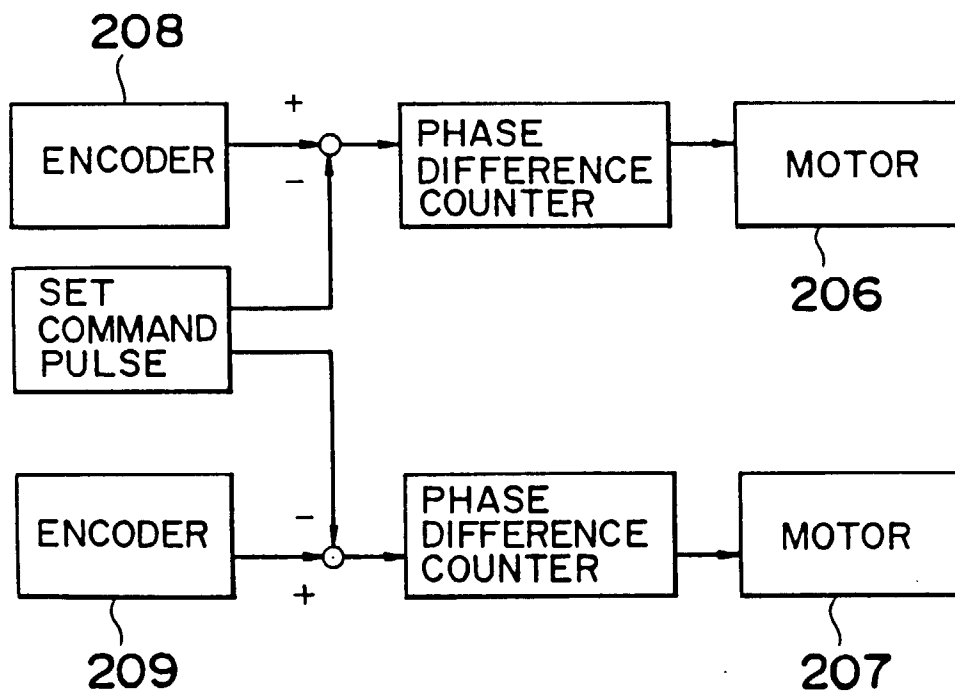 208
ENCODER
+
−
PHASE
DIFFERENCE
COUNTER
MOTOR
206
SET
COMMAND
PULSE
ENCODER
−
+
PHASE
DIFFERENCE
COUNTER
MOTOR
209
207